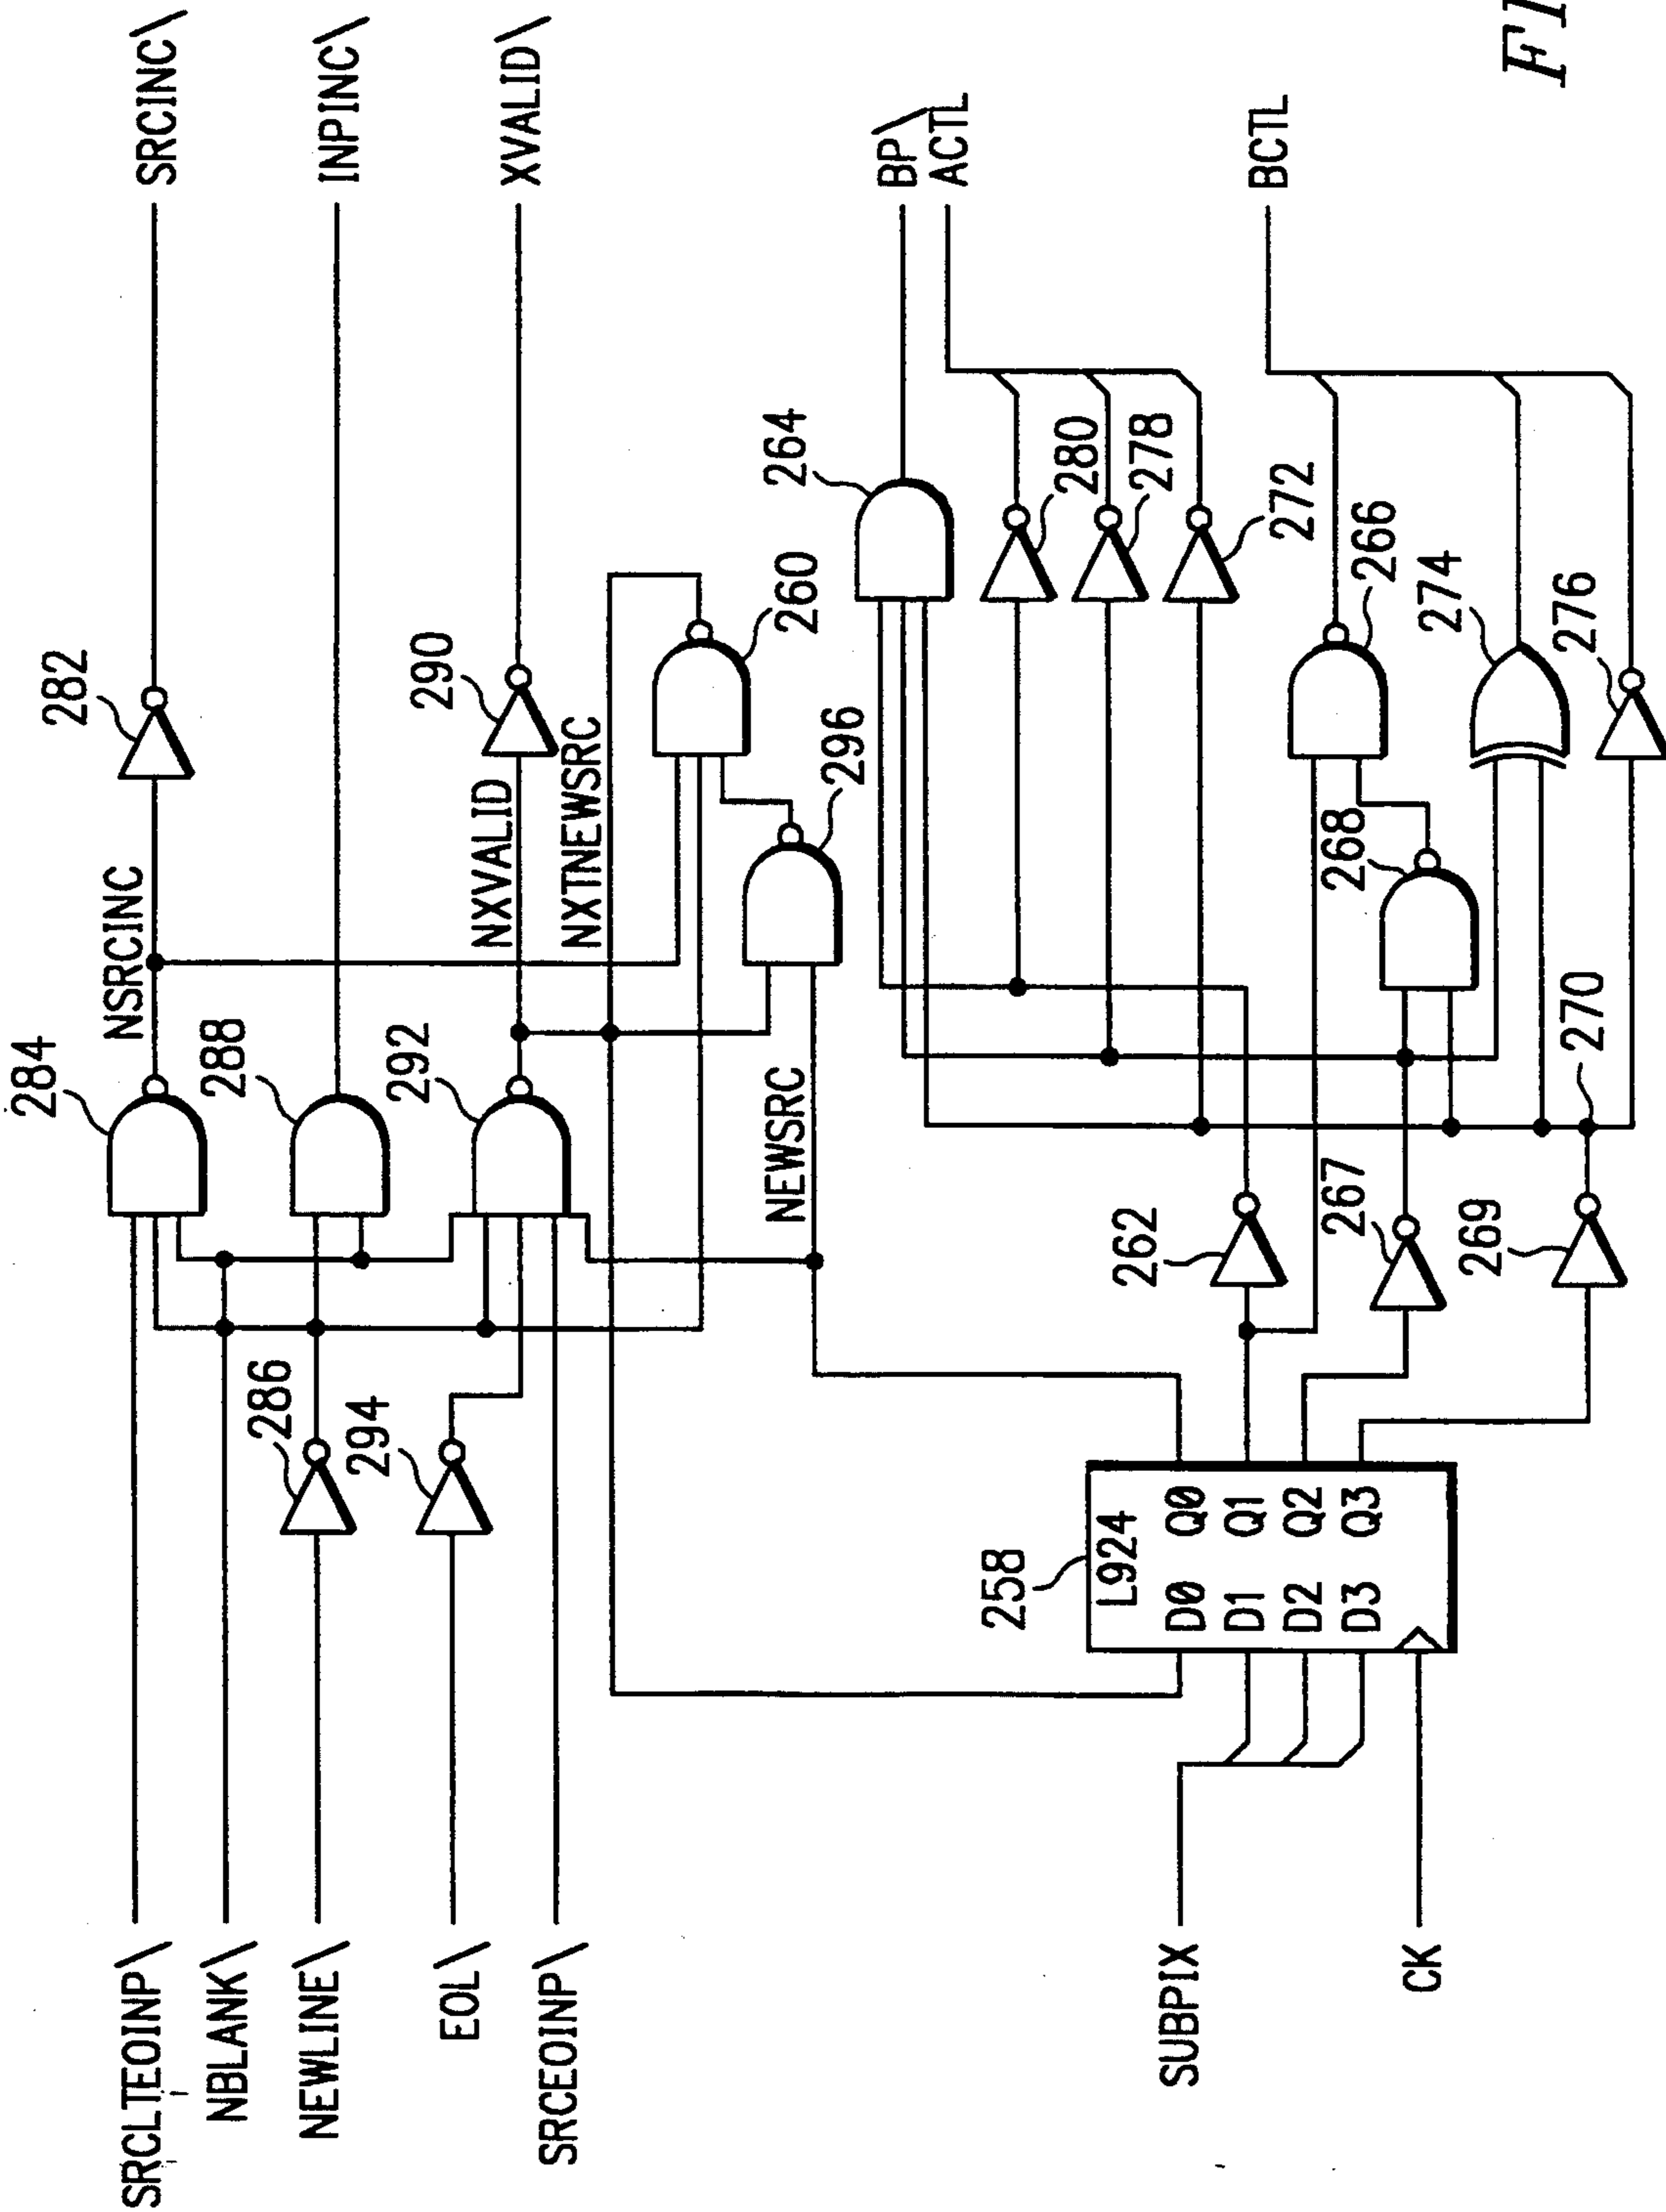 SRCLTEOINP\
NBLANK\
NEWLINE\
EOL\
SRCEOINP\
SUBPIX
CK
284
NSRCINC
282
SRCINC\
286
288
INPINC\
294
292
NXVALID
290
XVALID\
NXTNEWSRC
260
296
NEWSRC
258
L924
D0 Q0
D1 Q1
D2 Q2
D3 Q3
262
267
269
270
264
BP\
ACTL
280
278
272
BCTL
266
268
274
276